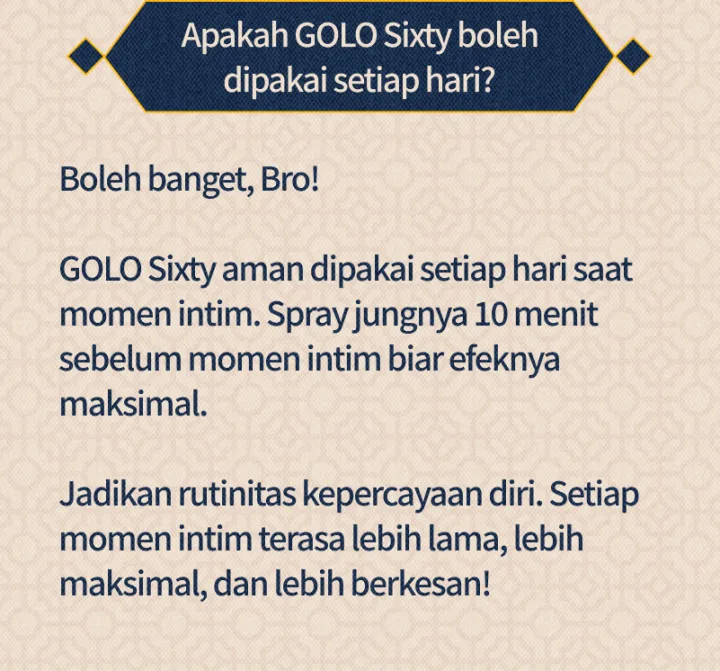 Apakah GOLO Sixty boleh
dipakai setiap hari?
Boleh banget, Bro!
GOLO Sixty aman dipakai setiap hari saat
momen intim. Spray jungnya 10 menit
sebelum momen intim biar efeknya
maksimal.
Jadikan rutinitas kepercayaan diri. Setiap
momen intim terasa lebih lama, lebih
maksimal, dan lebih berkesan!